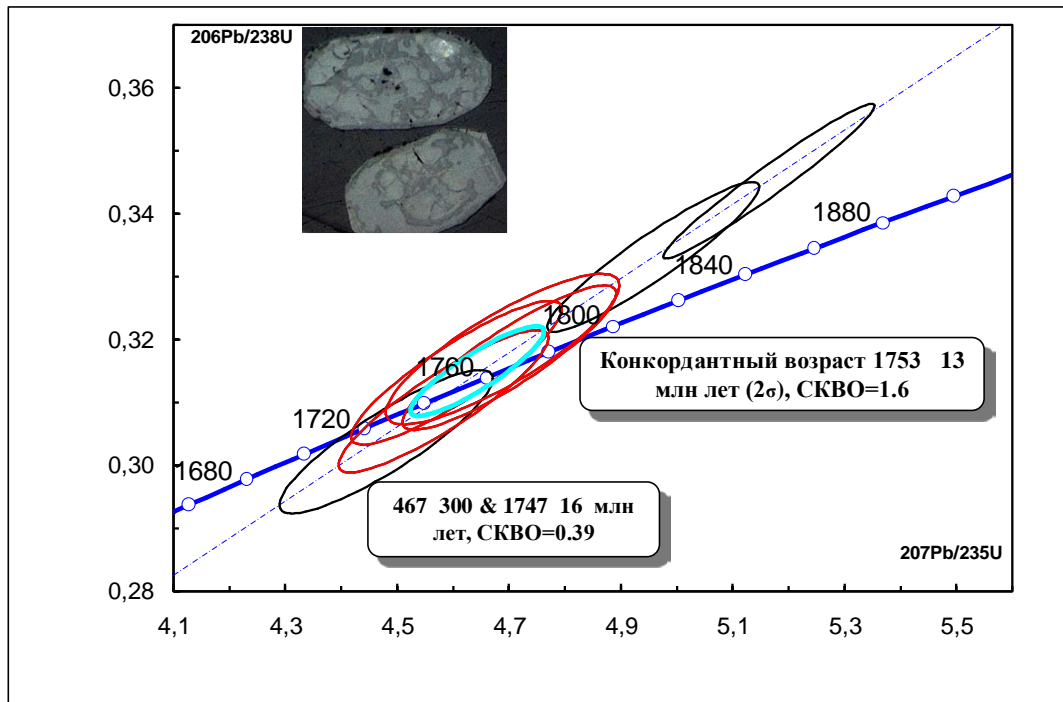 206Pb/238U
0,36
0,34
1880
1840
0,32
1800
1760
Конкордантный возраст 1753 13
млн лет (2σ), СКВО=1.6
1720
0,30
1680
467 300 & 1747 16 млн
лет, СКВО=0.39
207Pb/235U
0,28
4,1 4,3 4,5 4,7 4,9 5,1 5,3 5,5